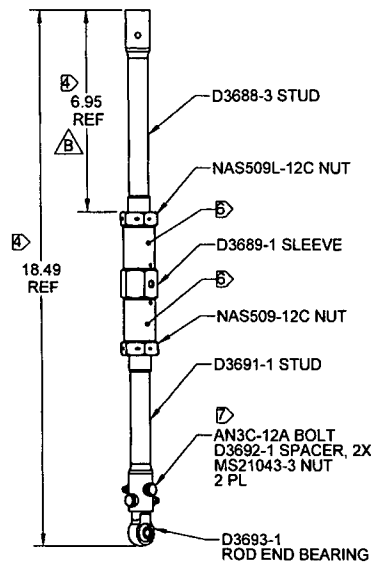 4
6.95
REF
B
D3688-3 STUD
NAS509L-12C NUT
5
D3689-1 SLEEVE
4
18.49
REF
5
NAS509-12C NUT
D3691-1 STUD
7
AN3C-12A BOLT
D3692-1 SPACER, 2X
MS21043-3 NUT
2 PL
D3693-1
ROD END BEARING